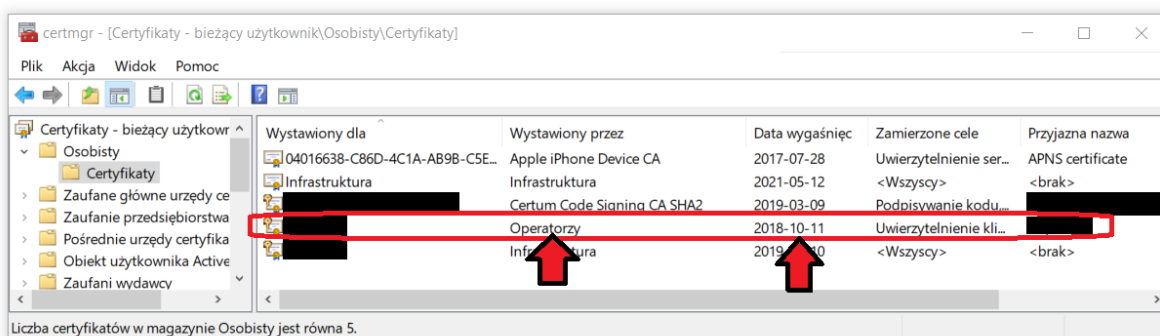 certmgr - [Certyfikaty - bieżący użytkownik\Osobisty\Certyfikaty]
Plik Akcja Widok Pomoc
Certyfikaty - bieżący użytkowr
Osobisty
Certyfikaty
Zaufane główne urzędy ce
Zaufanie przedsiębiorstwa
Pośrednie urzędy certyfika
Obiekt użytkownika Active
Zaufani wydawcy
Wystawiony dla Wystawiony przez Data wygaśnięc Zamierzone cele Przyjazna nazwa
04016638-C86D-4C1A-AB9B-C5E... Apple iPhone Device CA 2017-07-28 Uwierzytelnienie ser... APNS certificate
Infrastruktura Infrastruktura 2021-05-12 <Wszyscy> <brak>
Certum Code Signing CA SHA2 2019-03-09 Podpisywanie kodu,...
Operatorzy 2018-10-11 Uwierzytelnienie kli...
<Wszyscy> <brak>
Liczba certyfikatów w magazynie Osobisty jest równa 5.